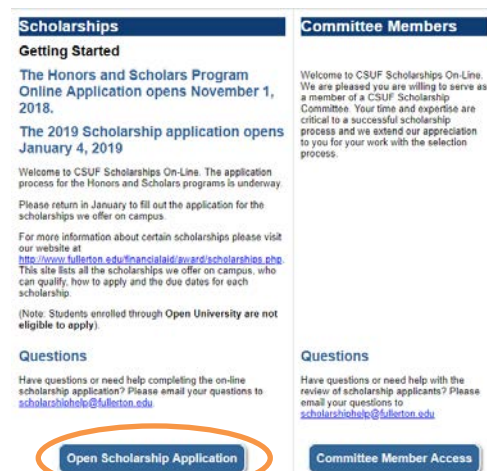 Scholarships
Getting Started
The Honors and Scholars Program
Online Application opens November 1,
2018.
The 2019 Scholarship application opens
January 4, 2019
Welcome to CSUF Scholarships On-Line. The application
process for the Honors and Scholars programs is underway.
Please return in January to fill out the application for the
scholarships we offer on campus.
For more information about certain scholarships please visit
our website at
http://www.fullerton.edu/financialaid/award/scholarships.php.
This site lists all the scholarships we offer on campus, who
can qualify, how to apply and the due dates for each
scholarship.
(Note: Students enrolled through Open University are not
eligible to apply).
Questions
Have questions or need help completing the on-line
scholarship application? Please email your questions to
scholarshiphelp@fullerton.edu.
Open Scholarship Application
Committee Members
Welcome to CSUF Scholarships On-Line.
We are pleased you are willing to serve as
a member of a CSUF Scholarship
Committee. Your time and expertise are
critical to a successful scholarship
process and we extend our appreciation
to you for your work with the selection
process.
Questions
Have questions or need help with the
review of scholarship applicants? Please
email your questions to
scholarshiphelp@fullerton.edu
Committee Member Access